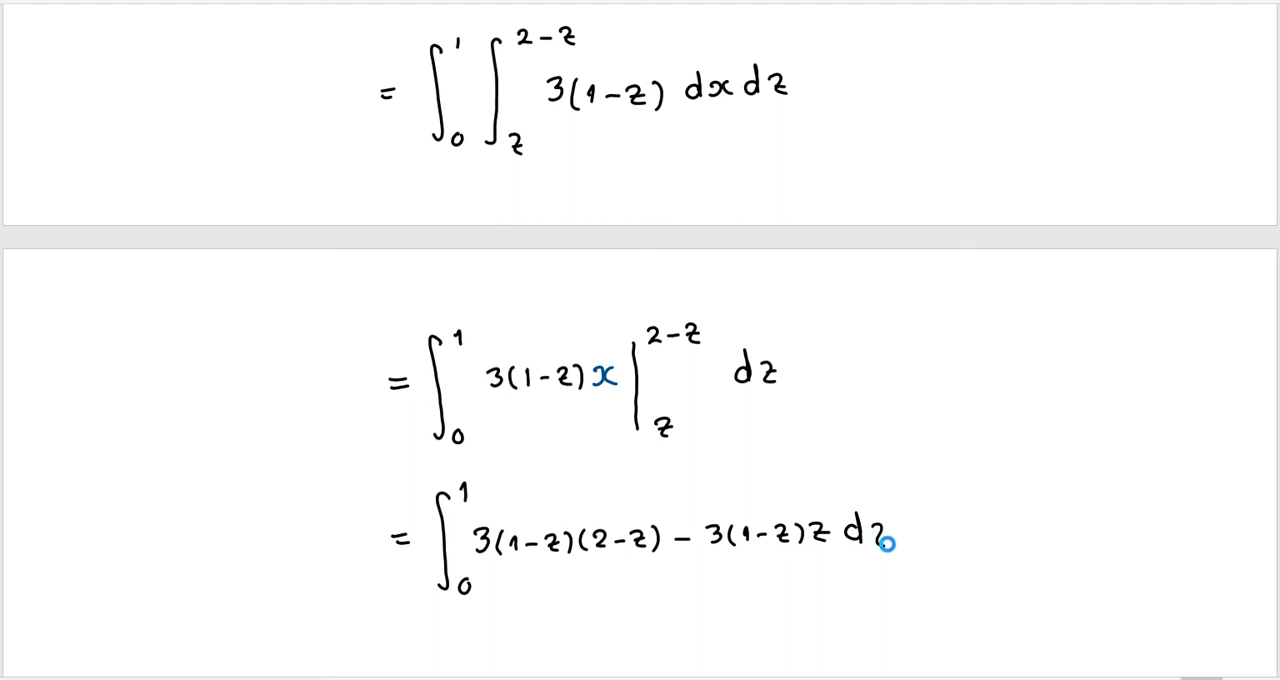 = ∫₀¹ ∫_z^{2-z} 3(1-z) dx dz
= ∫₀¹ 3(1-z)x |_z^{2-z} dz
= ∫₀¹ 3(1-z)(2-z) - 3(1-z)z dz